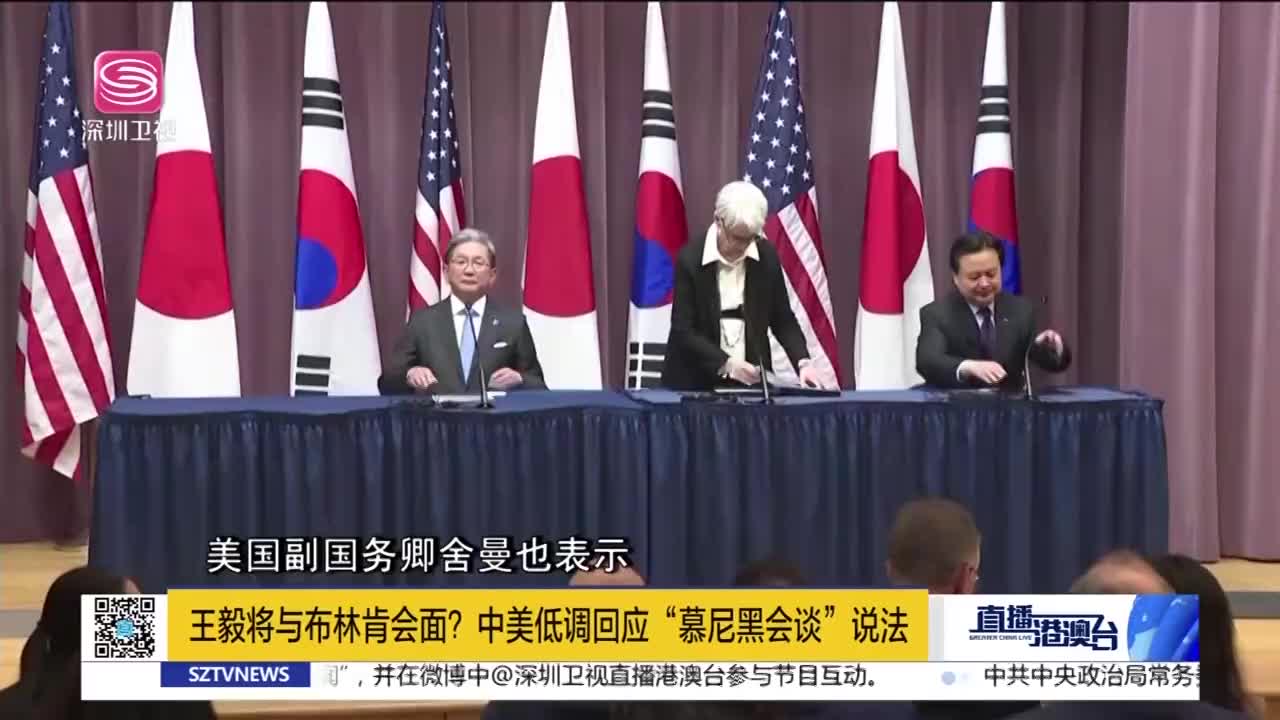 深圳卫视
美国副国务卿舍曼也表示
王毅将与布林肯会面？中美低调回应“慕尼黑会谈”说法
直播港澳台
GREATER CHINA LIVE
SZTVNEWS
”，并在微博中@深圳卫视直播港澳台参与节目互动。 中共中央政治局常务